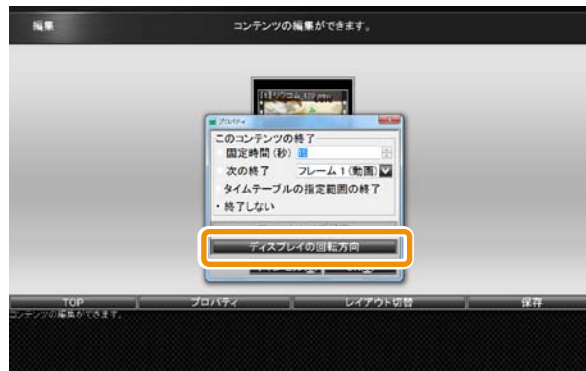 編集
コンテンツの編集ができます。
プロパティ
このコンテンツの終了
固定時間(秒) 15
次の終了 フレーム 1 (動画)
タイムテーブルの指定範囲の終了
終了しない
ディスプレイの回転方向
TOP プロパティ レイアウト切替 保存
コンテンツの編集ができます。